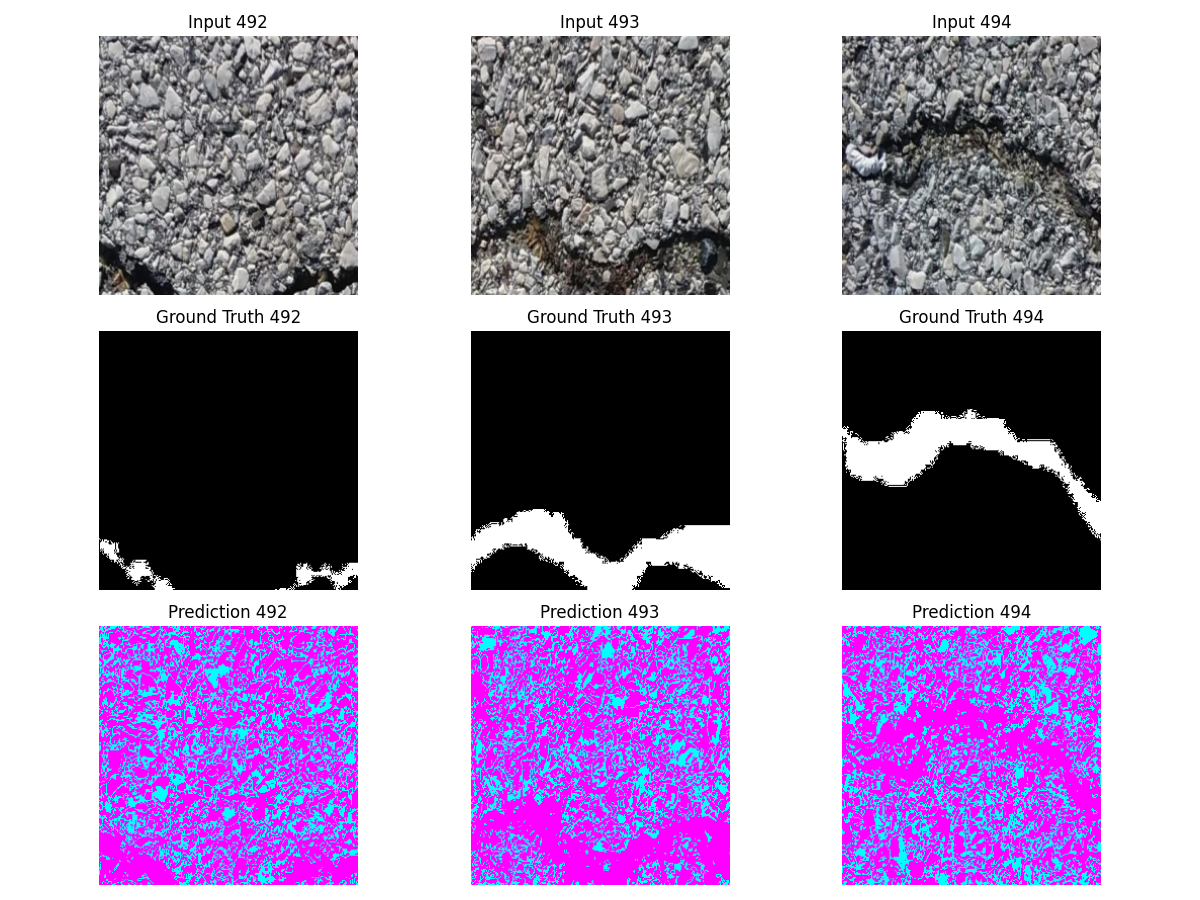 Input 492
Input 493
Input 494
Ground Truth 492
Ground Truth 493
Ground Truth 494
Prediction 492
Prediction 493
Prediction 494